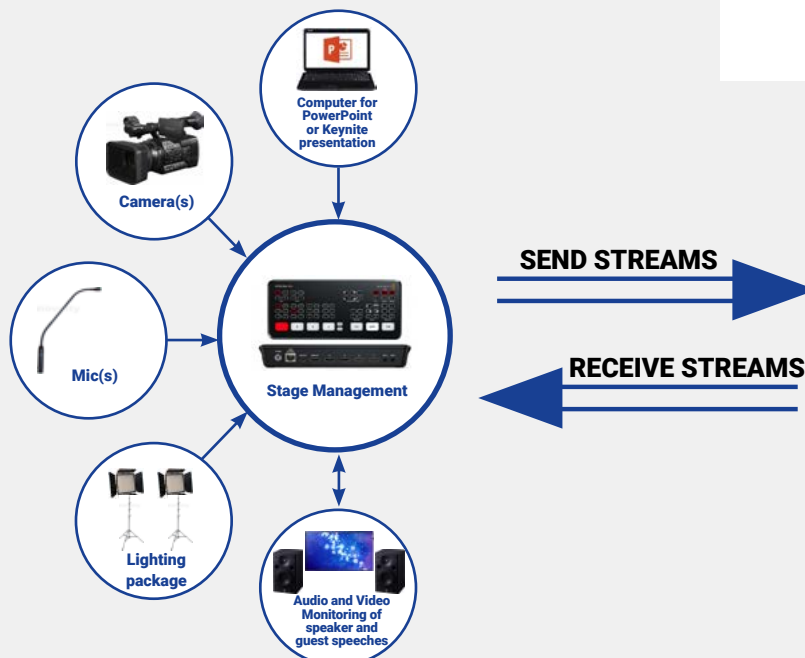 P
Computer for
PowerPoint
or Keynite
presentation
Camera(s)
SEND STREAMS
RECEIVE STREAMS
Mic(s)
Stage Management
Lighting
package
Audio and Video
Monitoring of
speaker and
guest speeches